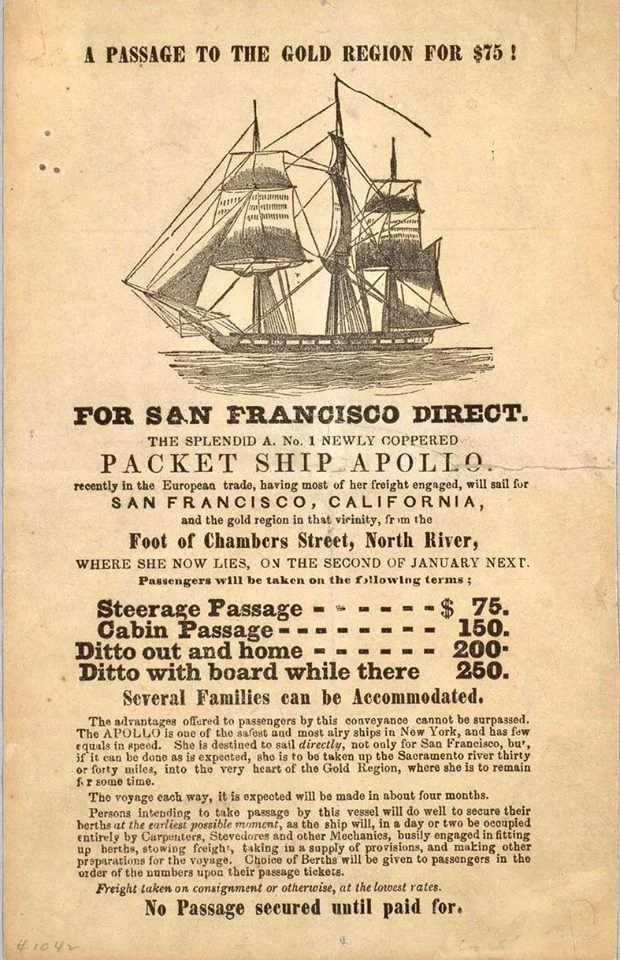 A PASSAGE TO THE GOLD REGION FOR $75 !
FOR SAN FRANCISCO DIRECT.
THE SPLENDID A. No. 1 NEWLY COPPERED
PACKET SHIP APOLLO.
recently in the European trade, having most of her freight engaged, will sail for
SAN FRANCISCO, CALIFORNIA,
and the gold region in that vicinity, from the
Foot of Chambers Street, North River,
WHERE SHE NOW LIES, ON THE SECOND OF JANUARY NEXT.
Passengers will be taken on the following terms ;
Steerage Passage - - - - - - - $ 75.
Cabin Passage - - - - - - - - 150.
Ditto out and home - - - - - - 200-
Ditto with board while there 250.
Several Families can be Accommodated.
The advantages offered to passengers by this conveyance cannot be surpassed.
The APOLLO is one of the safest and most airy ships in New York, and has few
equals in speed. She is destined to sail directly, not only for San Francisco, but,
if it can be done as is expected, she is to be taken up the Sacramento river thirty
or forty miles, into the very heart of the Gold Region, where she is to remain
for some time.
The voyage each way, it is expected will be made in about four months.
Persons intending to take passage by this vessel will do well to secure their
berths at the earliest possible moment, as the ship will, in a day or two be occupied
entirely by Carpenters, Stevedores and other Mechanics, busily engaged in fitting
up berths, stowing freight, taking in a supply of provisions, and making other
preparations for the voyage. Choice of Berths will be given to passengers in the
order of the numbers upon their passage tickets.
Freight taken on consignment or otherwise, at the lowest rates.
No Passage secured until paid for.